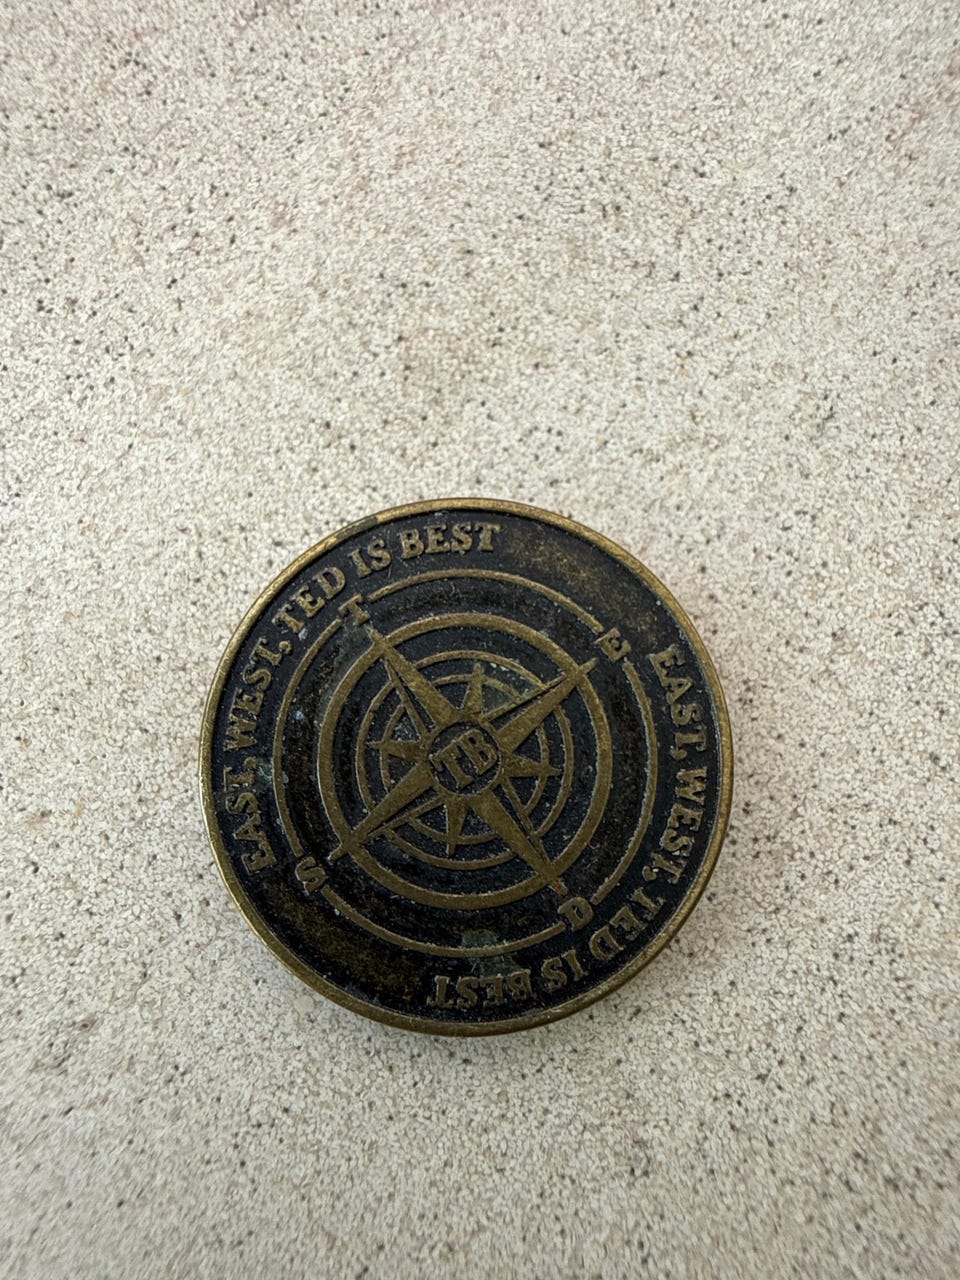 EAST, WEST, TED IS BEST
EAST, WEST, TED IS BEST
T
E
D
S
TB